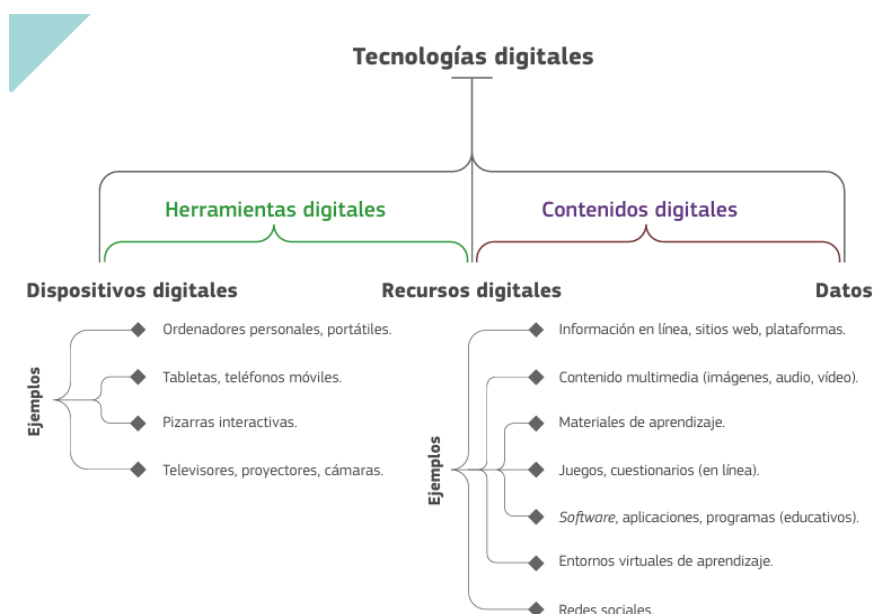 Tecnologías digitales
Herramientas digitales
Contenidos digitales
Dispositivos digitales
Recursos digitales
Datos
Ejemplos
Ordenadores personales, portátiles.
Tabletas, teléfonos móviles.
Pizarras interactivas.
Televisores, proyectores, cámaras.
Ejemplos
Información en línea, sitios web, plataformas.
Contenido multimedia (imágenes, audio, vídeo).
Materiales de aprendizaje.
Juegos, cuestionarios (en línea).
Software, aplicaciones, programas (educativos).
Entornos virtuales de aprendizaje.
Redes sociales.